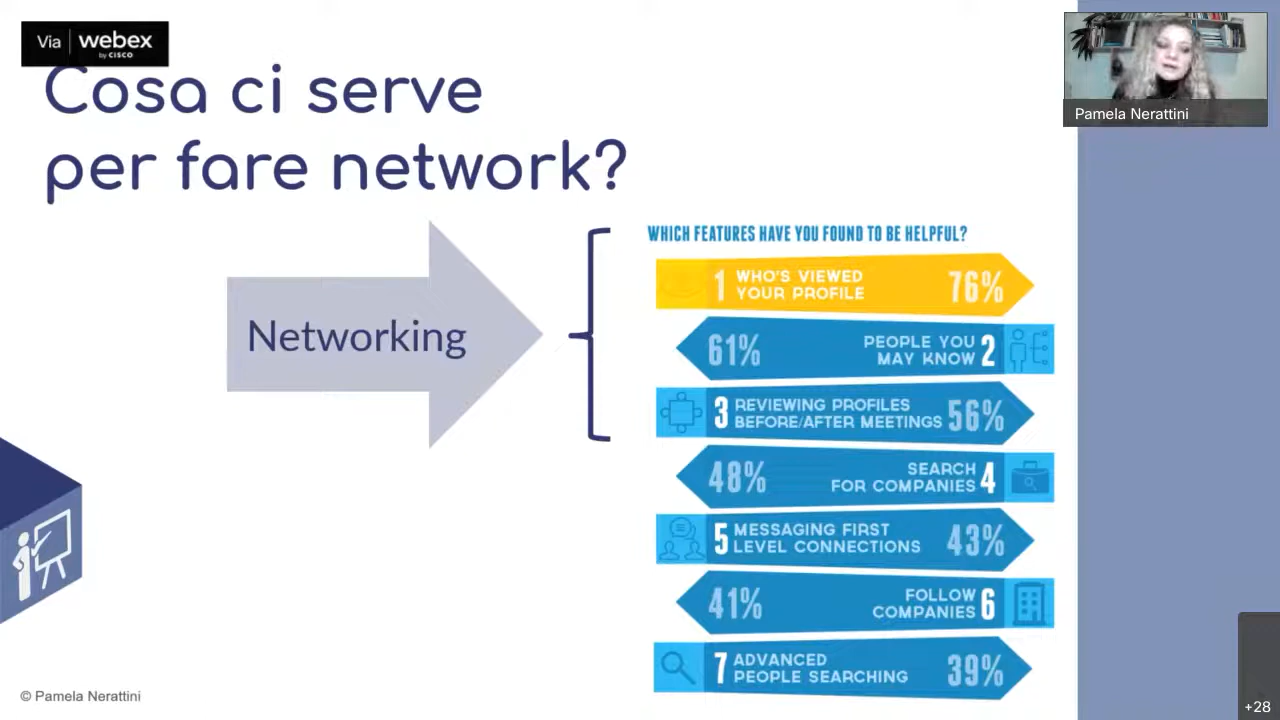 Via webex
by CISCO
Cosa ci serve
per fare network?
Pamela Nerattini
Networking
WHICH FEATURES HAVE YOU FOUND TO BE HELPFUL?
1 WHO'S VIEWED
YOUR PROFILE 76%
61% PEOPLE YOU
MAY KNOW 2
3 REVIEWING PROFILES
BEFORE/AFTER MEETINGS 56%
48% SEARCH
FOR COMPANIES 4
5 MESSAGING FIRST
LEVEL CONNECTIONS 43%
41% FOLLOW
COMPANIES 6
7 ADVANCED
PEOPLE SEARCHING 39%
© Pamela Nerattini
+28